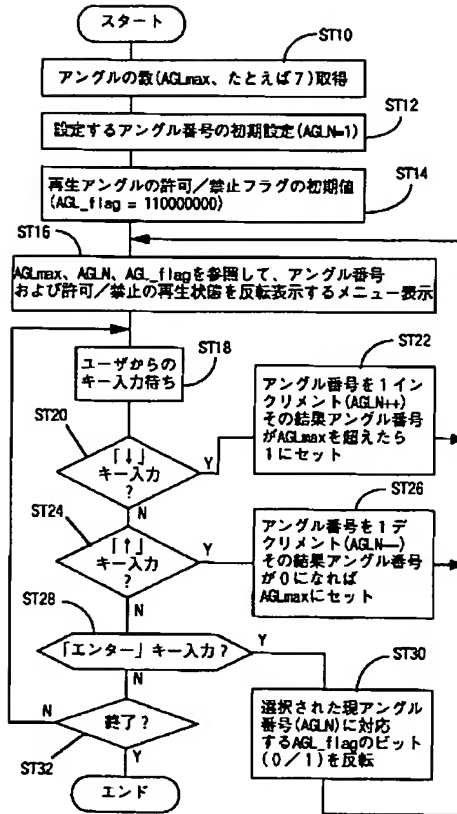 スタート
ST10
アングルの数(AGLmax、たとえば7)取得
ST12
設定するアングル番号の初期設定(AGLN=1)
ST14
再生アングルの許可/禁止フラグの初期値
(AGL_flag = 110000000)
ST16
AGLmax、AGLN、AGL_flagを参照して、アングル番号
および許可/禁止の再生状態を反転表示するメニュー表示
ST18
ユーザからの
キー入力待ち
ST20
「↓」
キー入力
?
Y
N
ST22
アングル番号を1イン
クリメント(AGLN++)
その結果アングル番号
がAGLmaxを超えたら
1にセット
ST24
「↑」
キー入力
?
Y
N
ST26
アングル番号を1デ
クリメント(AGLN--)
その結果アングル番号
が0になれば
AGLmaxにセット
ST28
「エンター」キー入力?
Y
N
ST30
選択された現アングル
番号(AGLN)に対応
するAGL_flagのビット
(0/1)を反転
ST32
終了?
N
Y
エンド